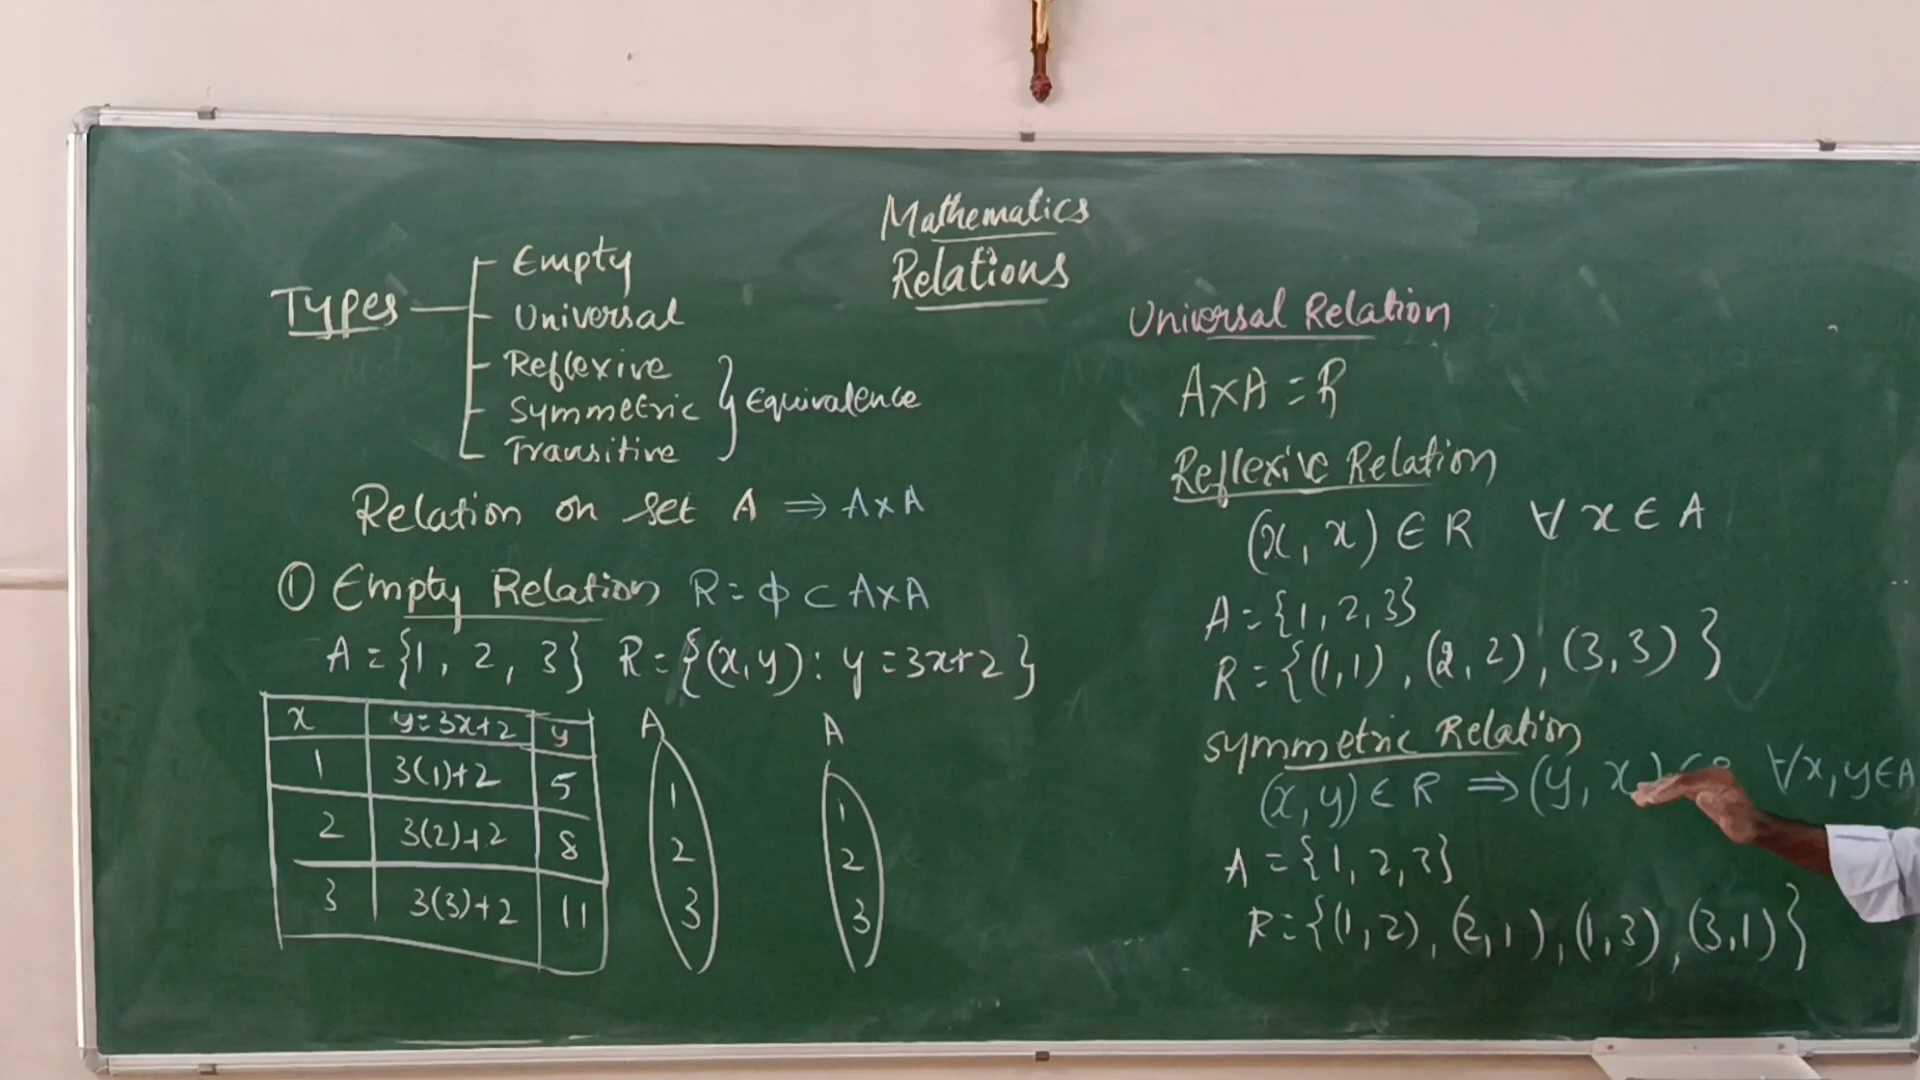 Mathematics
Relations
Types
Empty
Universal
Reflexive
Symmetric
Transitive
Equivalence
Relation on set A ⇒ A×A
① Empty Relation R = ϕ ⊂ A×A
A = {1, 2, 3} R = {(x,y): y = 3x+2}
x y=3x+2 y
1 3(1)+2 5
2 3(2)+2 8
3 3(3)+2 11
A A
1 1
2 2
3 3
Universal Relation
A×A = R
Reflexive Relation
(x, x) ∈ R ∀ x ∈ A
A = {1, 2, 3}
R = {(1,1), (2,2), (3,3)}
Symmetric Relation
(x, y) ∈ R ⇒ (y, x) ∀x, y∈A
A = {1, 2, 3}
R = {(1,2), (2,1), (1,3), (3,1)}